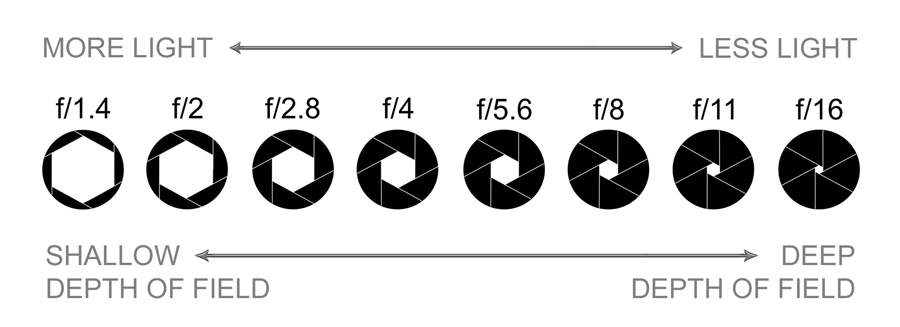 MORE LIGHT LESS LIGHT
f/1.4 f/2 f/2.8 f/4 f/5.6 f/8 f/11 f/16
SHALLOW DEEP
DEPTH OF FIELD DEPTH OF FIELD